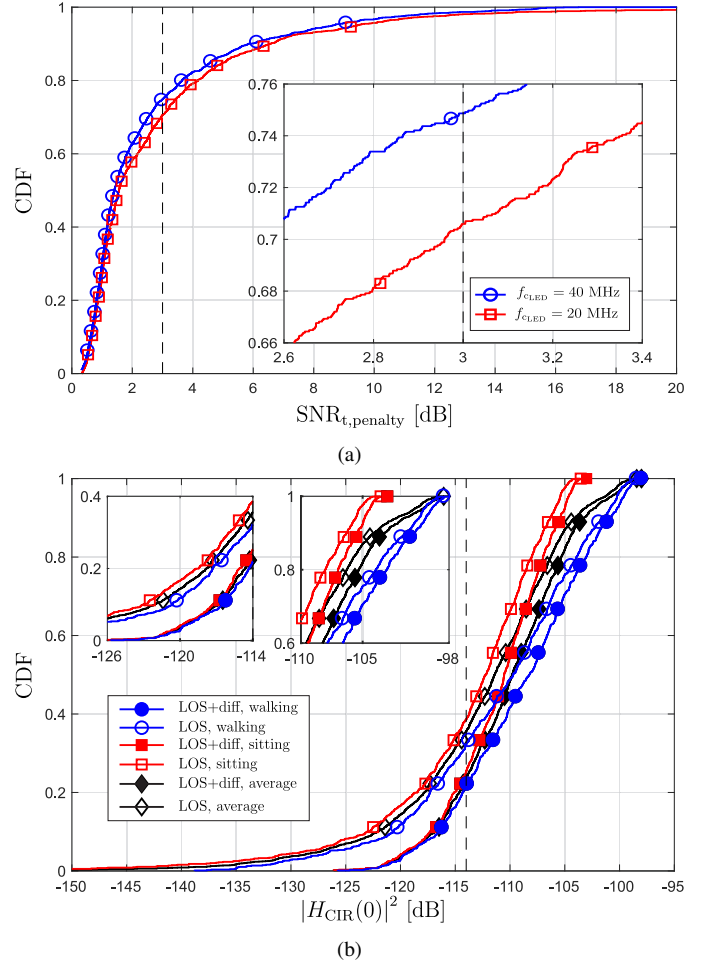 1
0.8
0.6
0.4
0.2
0
CDF
0.76
0.74
0.72
0.7
0.68
0.66
2.6 2.8 3 3.2 3.4
f_cLED = 40 MHz
f_cLED = 20 MHz
0 2 4 6 8 10 12 14 16 18 20
SNR_t,penalty [dB]
(a)
1
0.8
0.6
0.4
0.2
0
CDF
0.4
0.2
0
-126 -120 -114
1
0.8
0.6
-110 -105 -98
LOS+diff, walking
LOS, walking
LOS+diff, sitting
LOS, sitting
LOS+diff, average
LOS, average
-150 -145 -140 -135 -130 -125 -120 -115 -110 -105 -100 -95
|H_CIR(0)|² [dB]
(b)